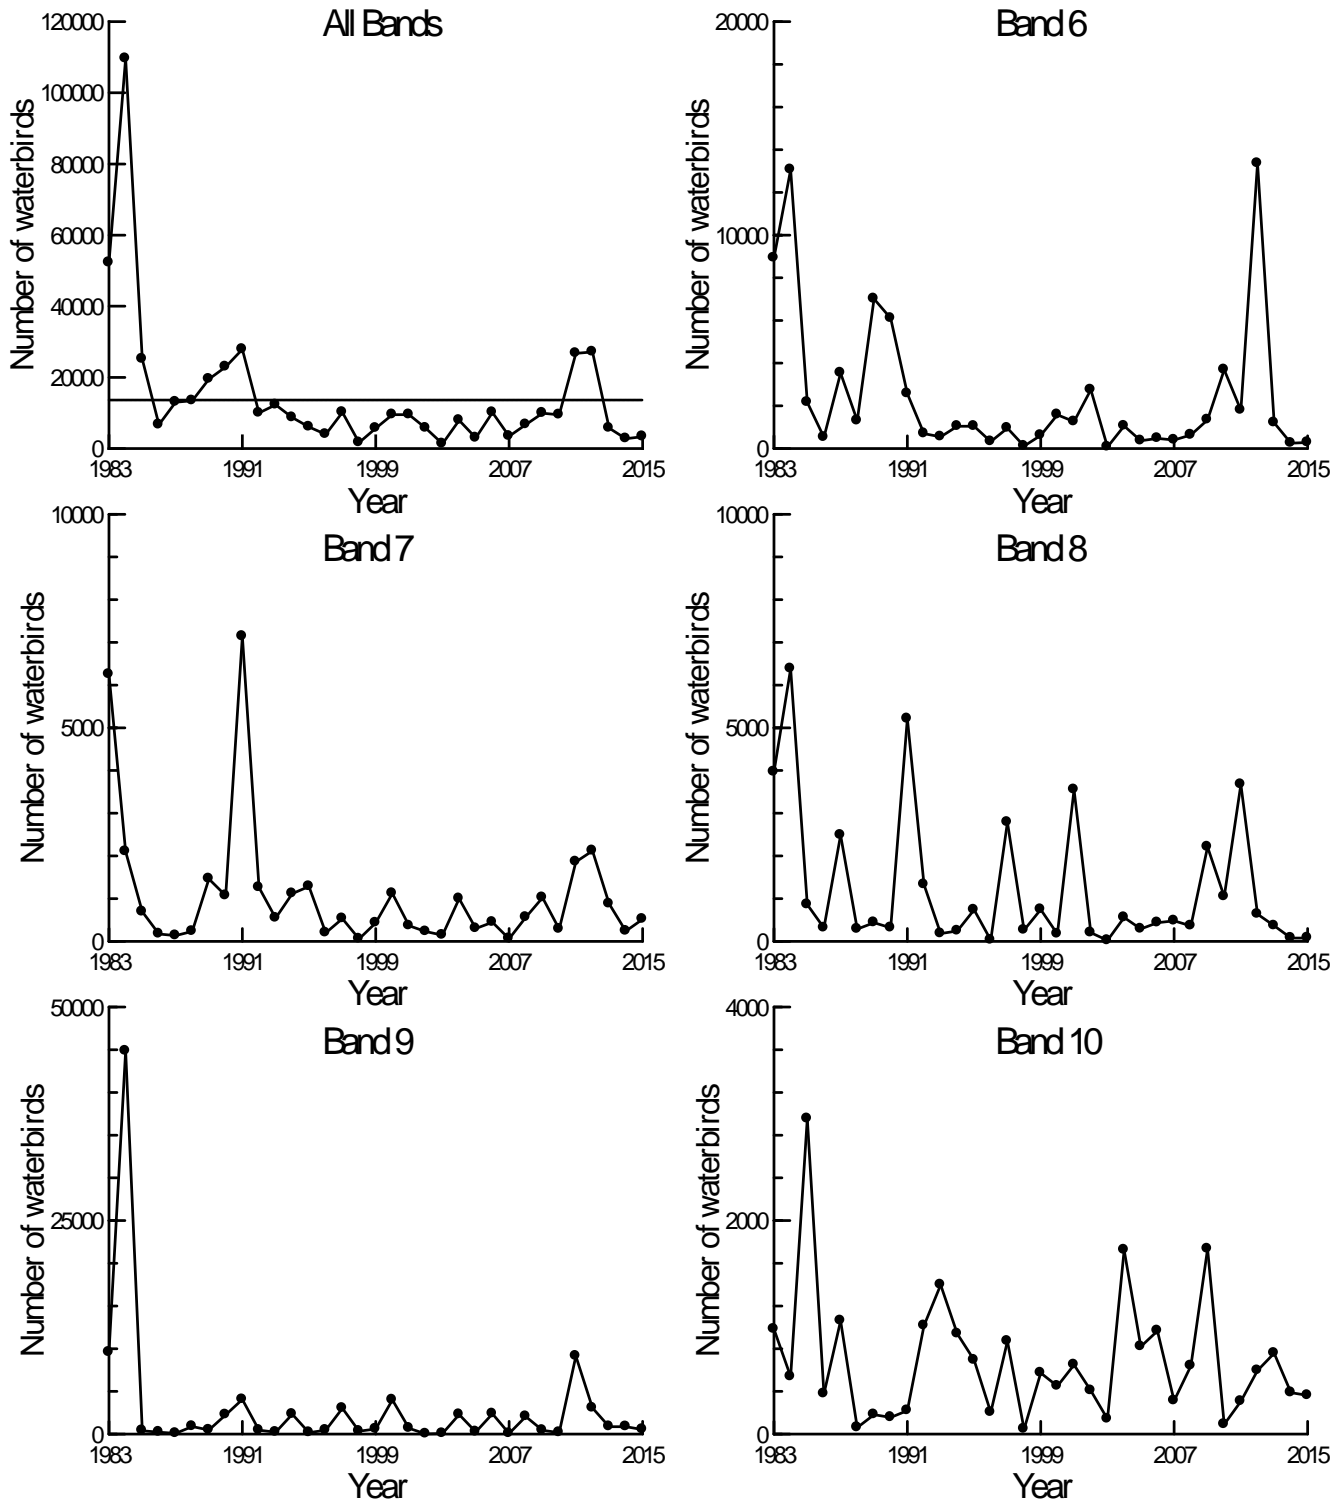 All Bands
Number of waterbirds
120000
100000
80000
60000
40000
20000
0
1983
1991
1999
2007
2015
Year
Band 6
Number of waterbirds
20000
10000
0
1983
1991
1999
2007
2015
Year
Band 7
Number of waterbirds
10000
5000
0
1983
1991
1999
2007
2015
Year
Band 8
Number of waterbirds
10000
5000
0
1983
1991
1999
2007
2015
Year
Band 9
Number of waterbirds
50000
25000
0
1983
1991
1999
2007
2015
Year
Band 10
Number of waterbirds
4000
2000
0
1983
1991
1999
2007
2015
Year